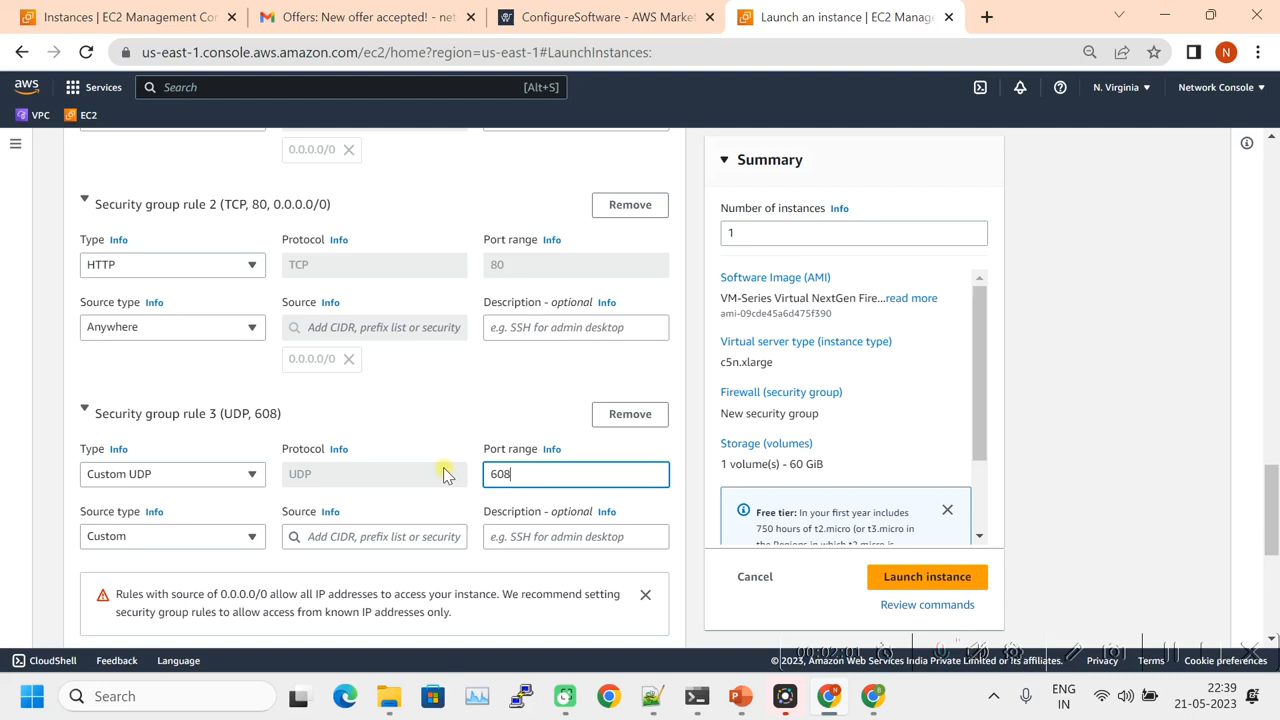 Instances | EC2 Management Co
Offers! New offer accepted! - ne
ConfigureSoftware - AWS Market
Launch an instance | EC2 Manage
us-east-1.console.aws.amazon.com/ec2/home?region=us-east-1#LaunchInstances:
N
aws
Services
Search
[Alt+S]
N. Virginia
Network Console
VPC
EC2
0.0.0.0/0
Security group rule 2 (TCP, 80, 0.0.0.0/0)
Remove
Type Info
Protocol Info
Port range Info
HTTP
TCP
80
Source type Info
Source Info
Description - optional Info
Anywhere
Add CIDR, prefix list or security
e.g. SSH for admin desktop
0.0.0.0/0
Security group rule 3 (UDP, 608)
Remove
Type Info
Protocol Info
Port range Info
Custom UDP
UDP
608
Source type Info
Source Info
Description - optional Info
Custom
Add CIDR, prefix list or security
e.g. SSH for admin desktop
Rules with source of 0.0.0.0/0 allow all IP addresses to access your instance. We recommend setting
security group rules to allow access from known IP addresses only.
Summary
Number of instances Info
1
Software Image (AMI)
VM-Series Virtual NextGen Fire...read more
ami-09cde45a6d475f390
Virtual server type (instance type)
c5n.xlarge
Firewall (security group)
New security group
Storage (volumes)
1 volume(s) - 60 GiB
Free tier: In your first year includes
750 hours of t2.micro (or t3.micro in
the Regions in which t2.micro is
Cancel
Launch instance
Review commands
00:02:01
CloudShell
Feedback
Language
© 2023, Amazon Web Services India Private Limited or its affiliates.
Privacy
Terms
Cookie preferences
Search
ENG
IN
22:39
21-05-2023